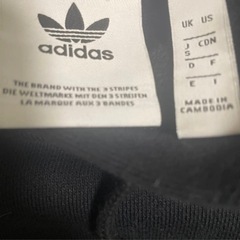 adidas
THE BRAND WITH THE 3 STRIPES
DIE WELTMARKE MIT DEN 3 STREIFEN
LA MARQUE AUX 3 BANDES
UK US
J CDN
S
D F
E I
MADE IN
CAMBODIA